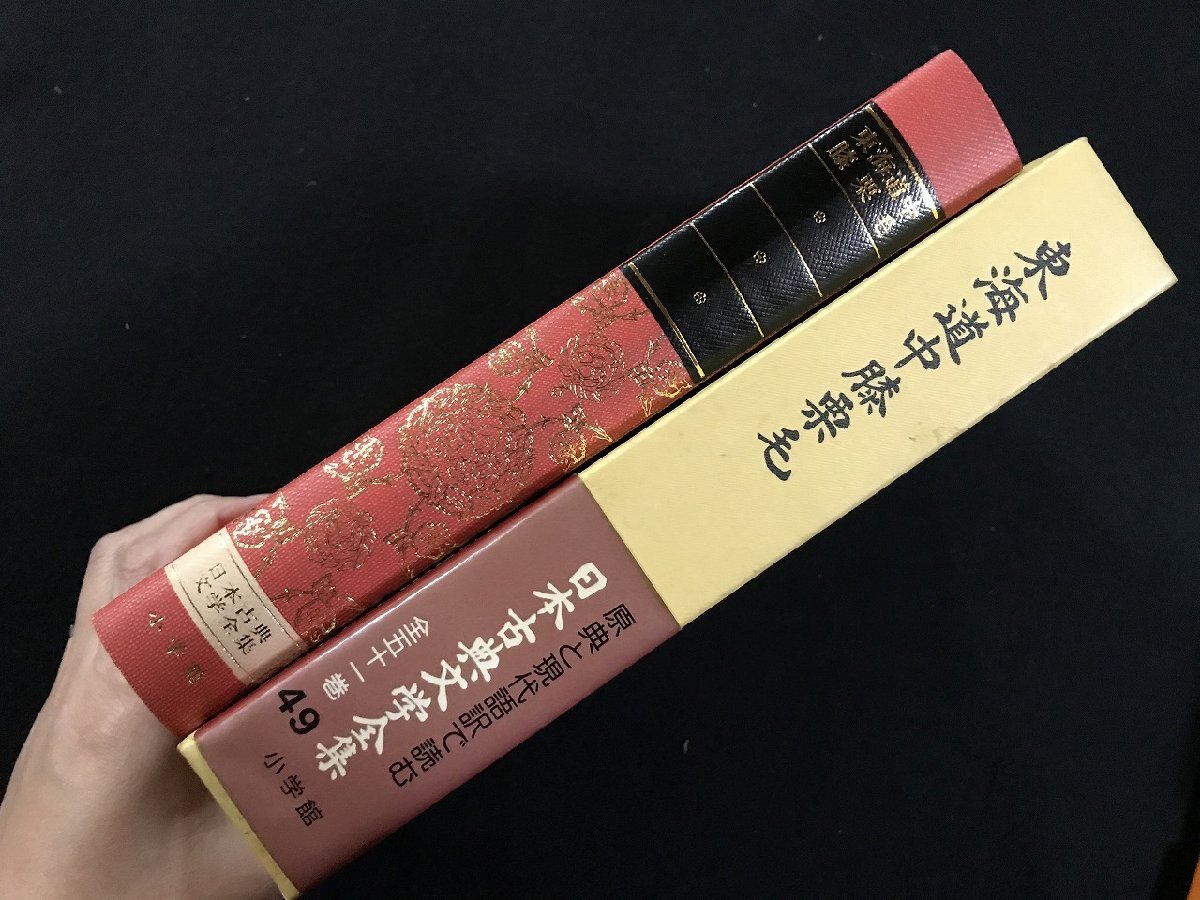 東海道中
膝栗毛
日本古典
文学全集
小学館
東海道中膝栗毛
原典と現代語訳で読む
日本古典文学全集
全五十一巻
49
小学館